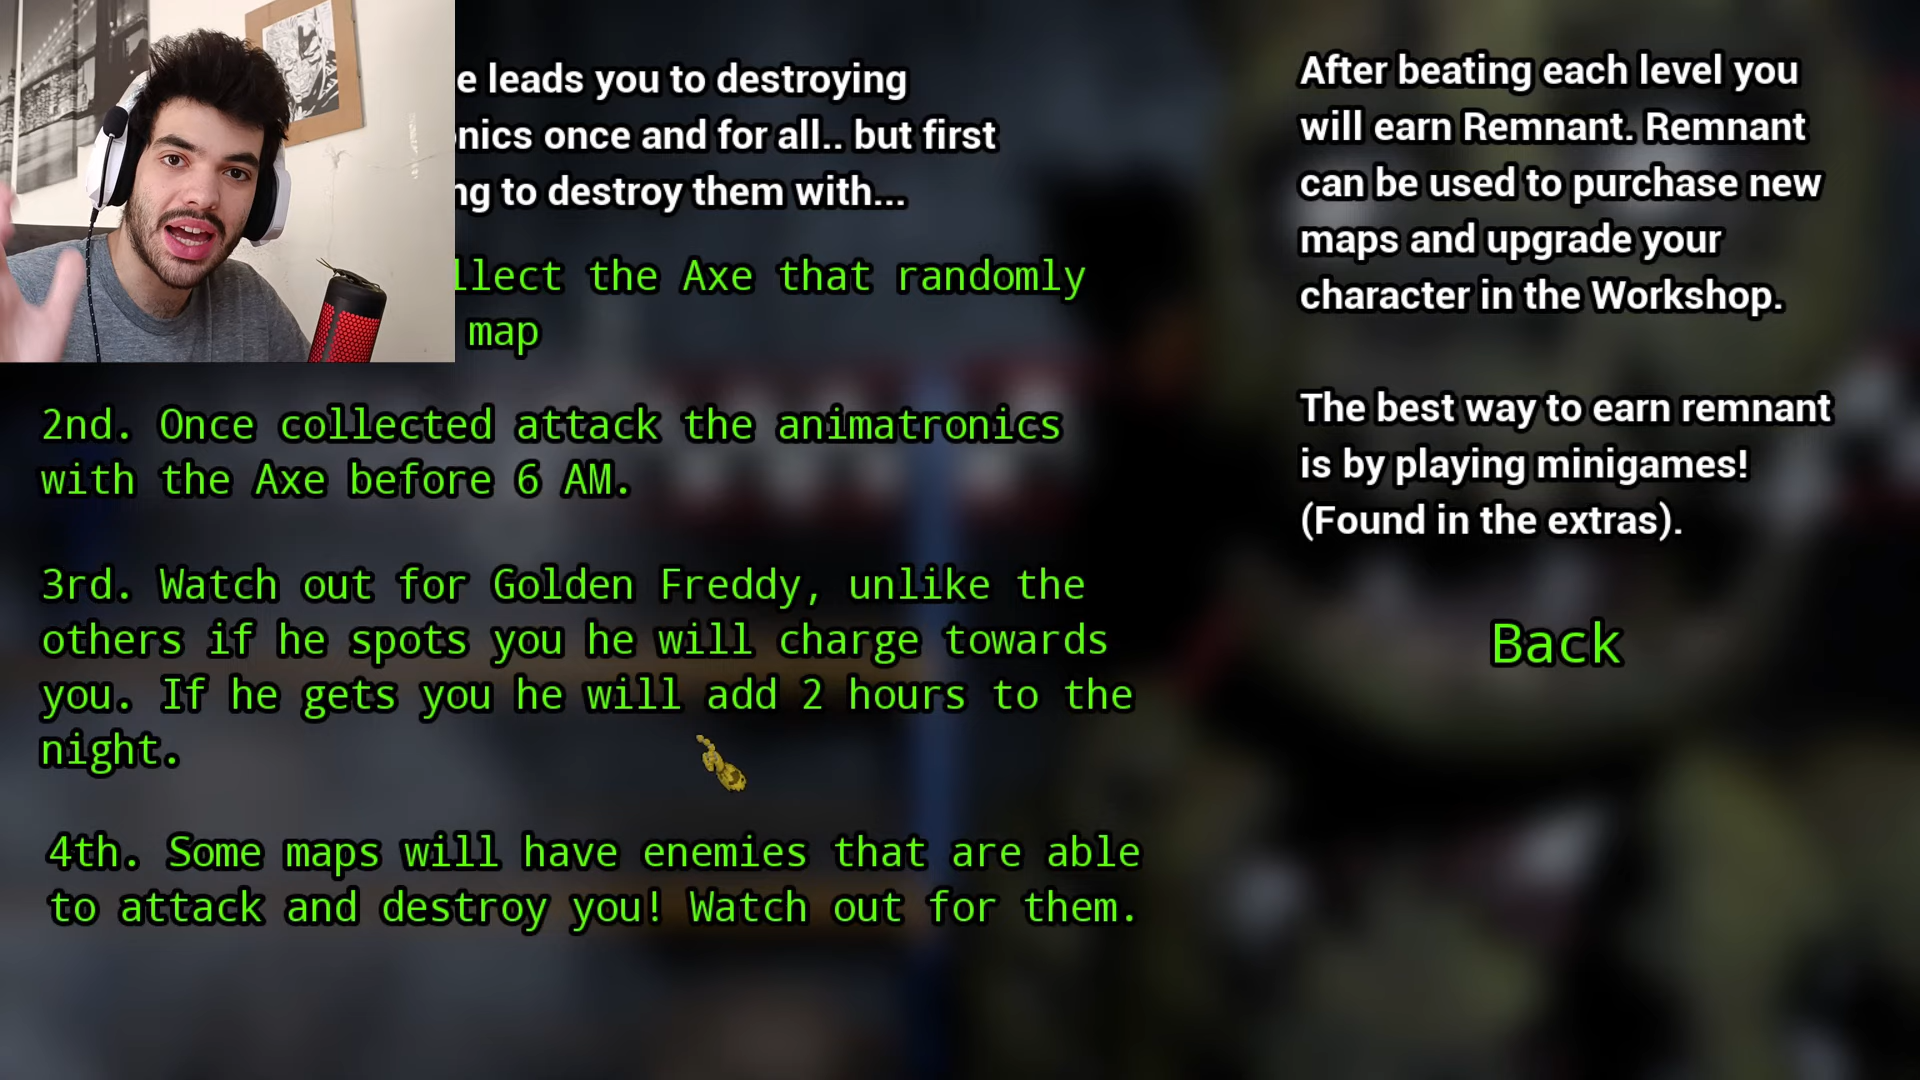 e leads you to destroying
nics once and for all.. but first
ng to destroy them with...
llect the Axe that randomly
map
2nd. Once collected attack the animatronics
with the Axe before 6 AM.
3rd. Watch out for Golden Freddy, unlike the
others if he spots you he will charge towards
you. If he gets you he will add 2 hours to the
night.
4th. Some maps will have enemies that are able
to attack and destroy you! Watch out for them.
After beating each level you
will earn Remnant. Remnant
can be used to purchase new
maps and upgrade your
character in the Workshop.
The best way to earn remnant
is by playing minigames!
(Found in the extras).
Back